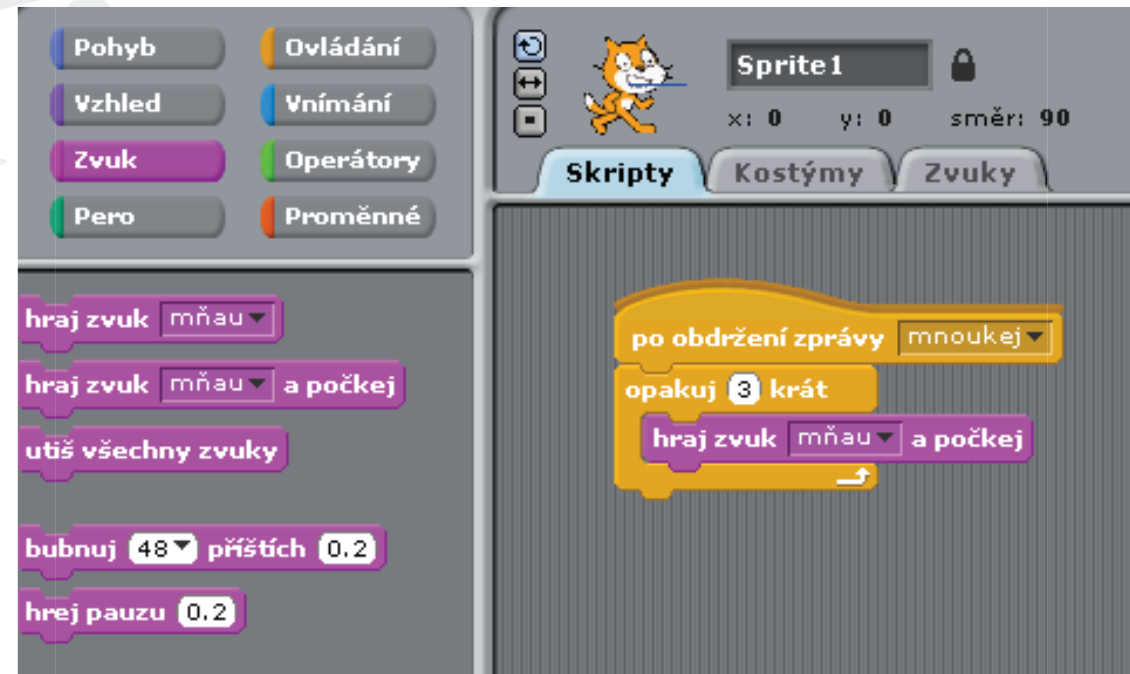 Pohyb Ovládání
Vzhled Vnímání
Zvuk Operátory
Pero Proměnné
hraj zvuk mňau
hraj zvuk mňau a počkej
utiš všechny zvuky
bubnuj 48 příštích 0.2
hrej pauzu 0.2
Sprite1
x: 0 y: 0 směr: 90
Skripty Kostýmy Zvuky
po obdržení zprávy mnoukej
opakuj 3 krát
hraj zvuk mňau a počkej